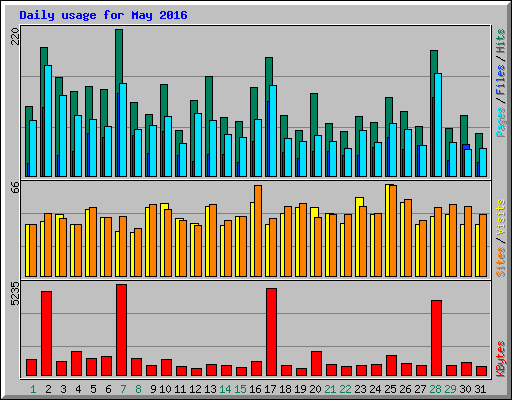 Daily usage for May 2016
220
Pages / Files / Hits
66
Sites / Visits
5235
KBytes
1 2 3 4 5 6 7 8 9 10 11 12 13 14 15 16 17 18 19 20 21 22 23 24 25 26 27 28 29 30 31